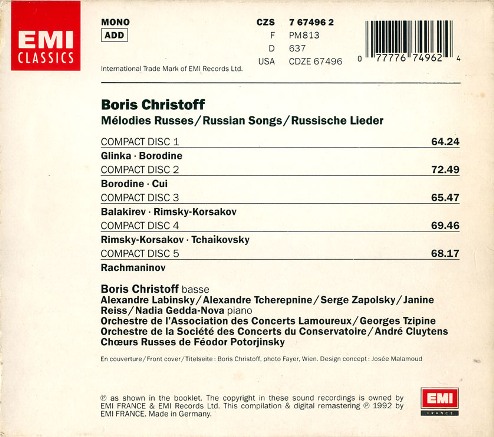 EMI
CLASSICS
MONO
ADD
CZS 7 67496 2
F PM813
D 637
USA CDZE 67496
0 77776 74962 4
International Trade Mark of EMI Records Ltd.
Boris Christoff
Mélodies Russes/Russian Songs/Russische Lieder
COMPACT DISC 1 64.24
Glinka · Borodine
COMPACT DISC 2 72.49
Borodine · Cui
COMPACT DISC 3 65.47
Balakirev · Rimsky-Korsakov
COMPACT DISC 4 69.46
Rimsky-Korsakov · Tchaikovsky
COMPACT DISC 5 68.17
Rachmaninov
Boris Christoff basse
Alexandre Labinsky/Alexandre Tcherepnine/Serge Zapolsky/Janine
Reiss/Nadia Gedda-Nova piano
Orchestre de l'Association des Concerts Lamoureux/Georges Tzipine
Orchestre de la Société des Concerts du Conservatoire/André Cluytens
Chœurs Russes de Féodor Potorjinsky
En couverture/Front cover/Titelseite : Boris Christoff, photo Fayer, Wien. Design concept : Josée Malamoud
℗ as shown in the booklet. The copyright in these sound recordings is owned by
EMI FRANCE & EMI Records Ltd. This compilation & digital remastering ℗ 1992 by
EMI FRANCE. Made in Germany.
EMI
FRANCE